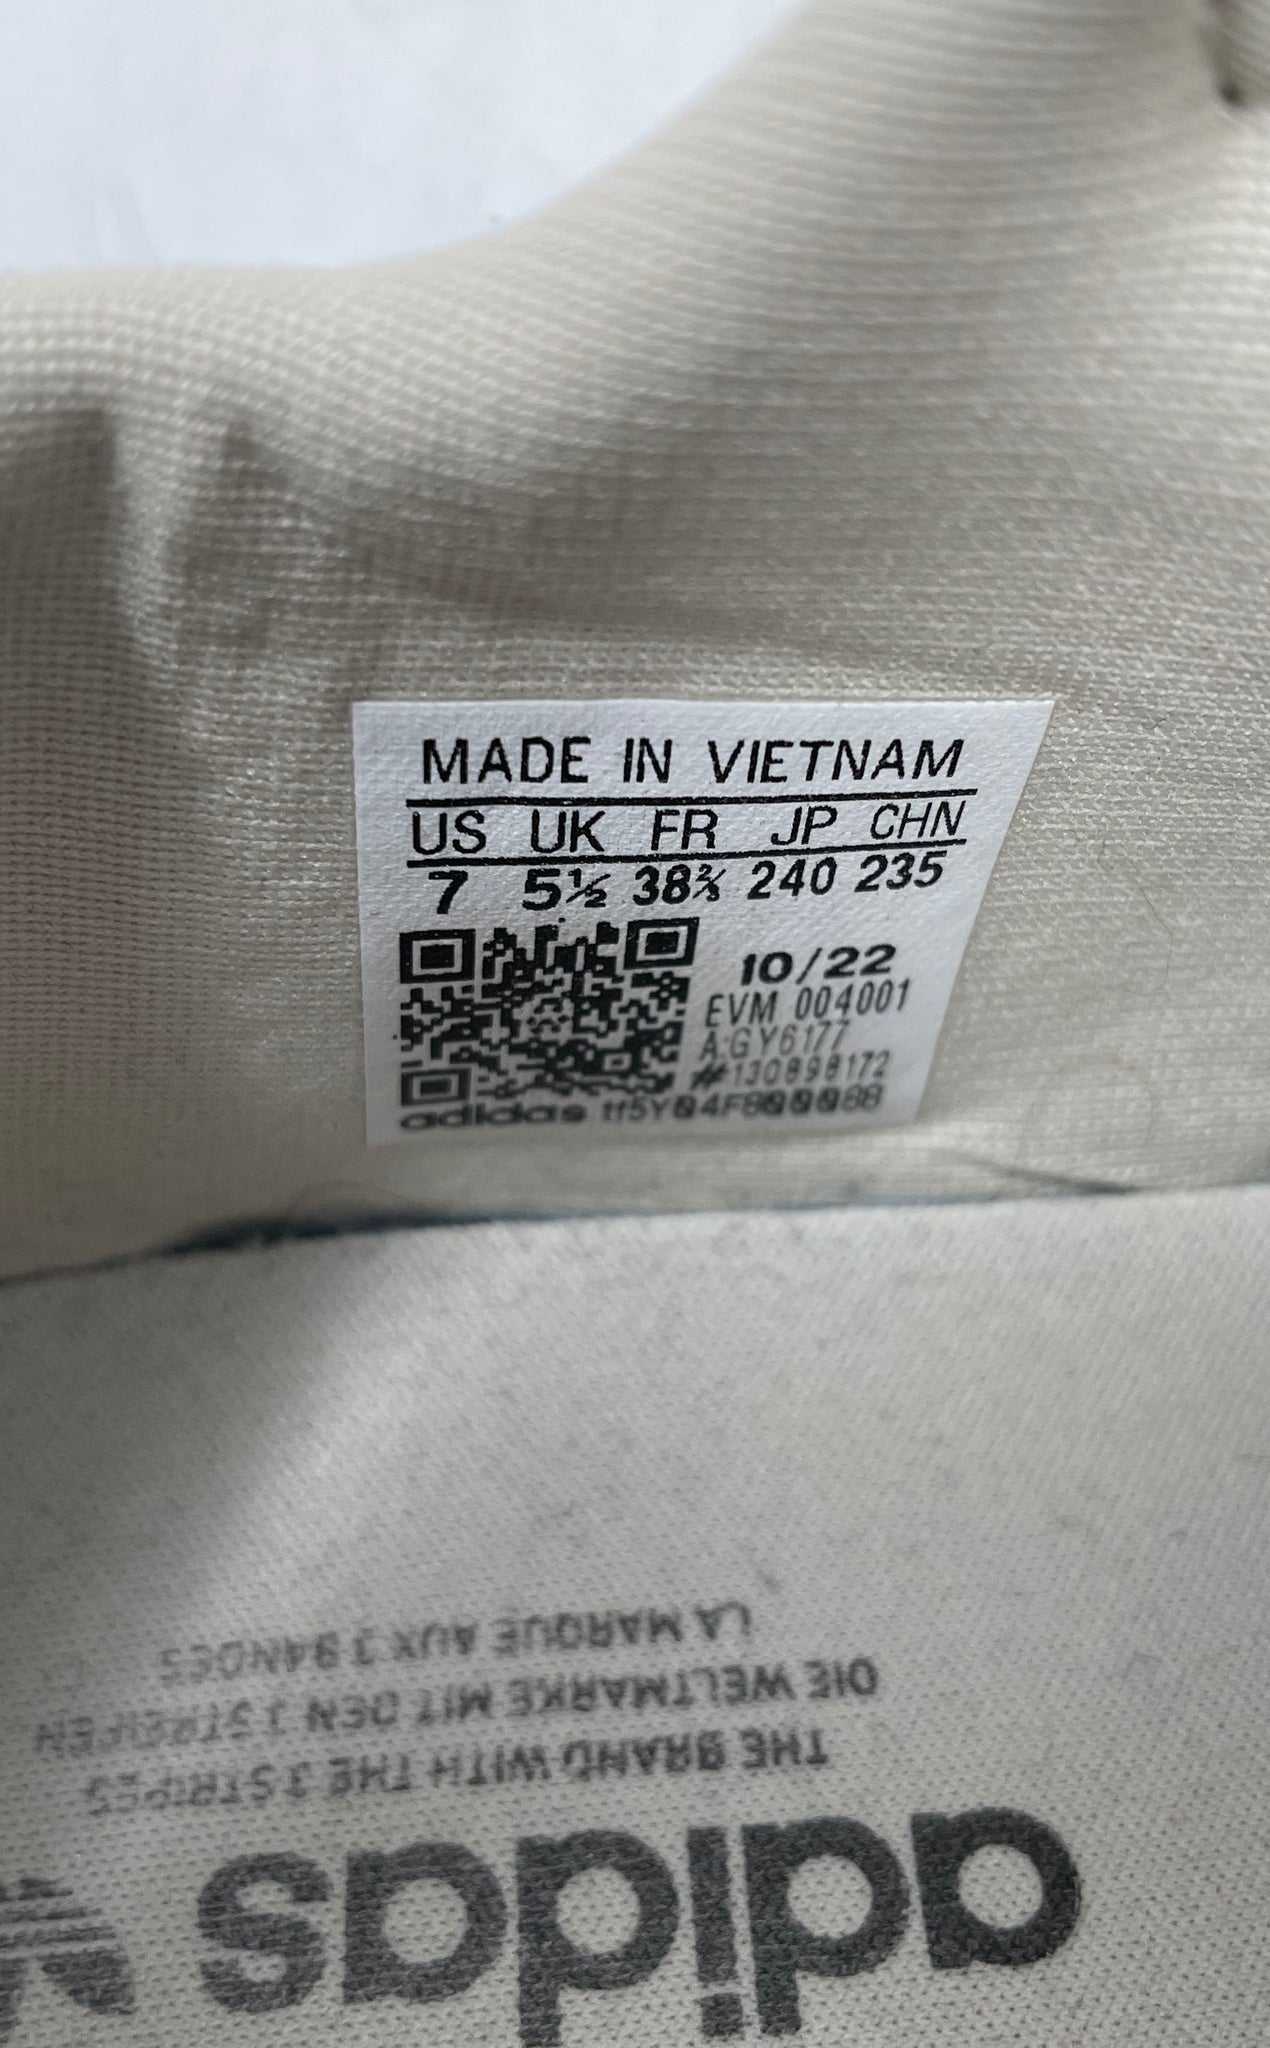 MADE IN VIETNAM
US UK FR JP CHN
7 5½ 38⅔ 240 235
10/22
EVM 004001
A:GY6177
#130898172
adidas tf5Y04F8000088
LA MARQUE AUX 3 BANDES
DIE WELTMARKE MIT DEN 3 STREIFEN
THE BRAND WITH THE 3 STRIPES
adidas